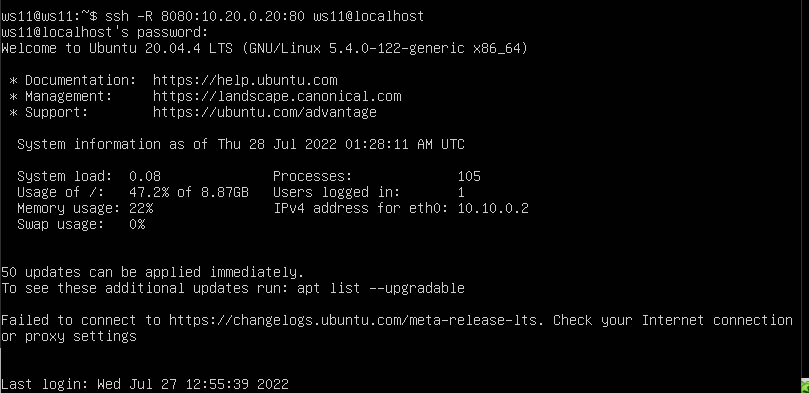 ws11@ws11:~$ ssh -R 8080:10.20.0.20:80 ws11@localhost
ws11@localhost's password:
Welcome to Ubuntu 20.04.4 LTS (GNU/Linux 5.4.0-122-generic x86_64)
* Documentation:  https://help.ubuntu.com
* Management:     https://landscape.canonical.com
* Support:        https://ubuntu.com/advantage
System information as of Thu 28 Jul 2022 01:28:11 AM UTC
System load:  0.08              Processes:             105
Usage of /:   47.2% of 8.87GB   Users logged in:       1
Memory usage: 22%               IPv4 address for eth0: 10.10.0.2
Swap usage:   0%
50 updates can be applied immediately.
To see these additional updates run: apt list --upgradable
Failed to connect to https://changelogs.ubuntu.com/meta-release-lts. Check your Internet connection
or proxy settings
Last login: Wed Jul 27 12:55:39 2022